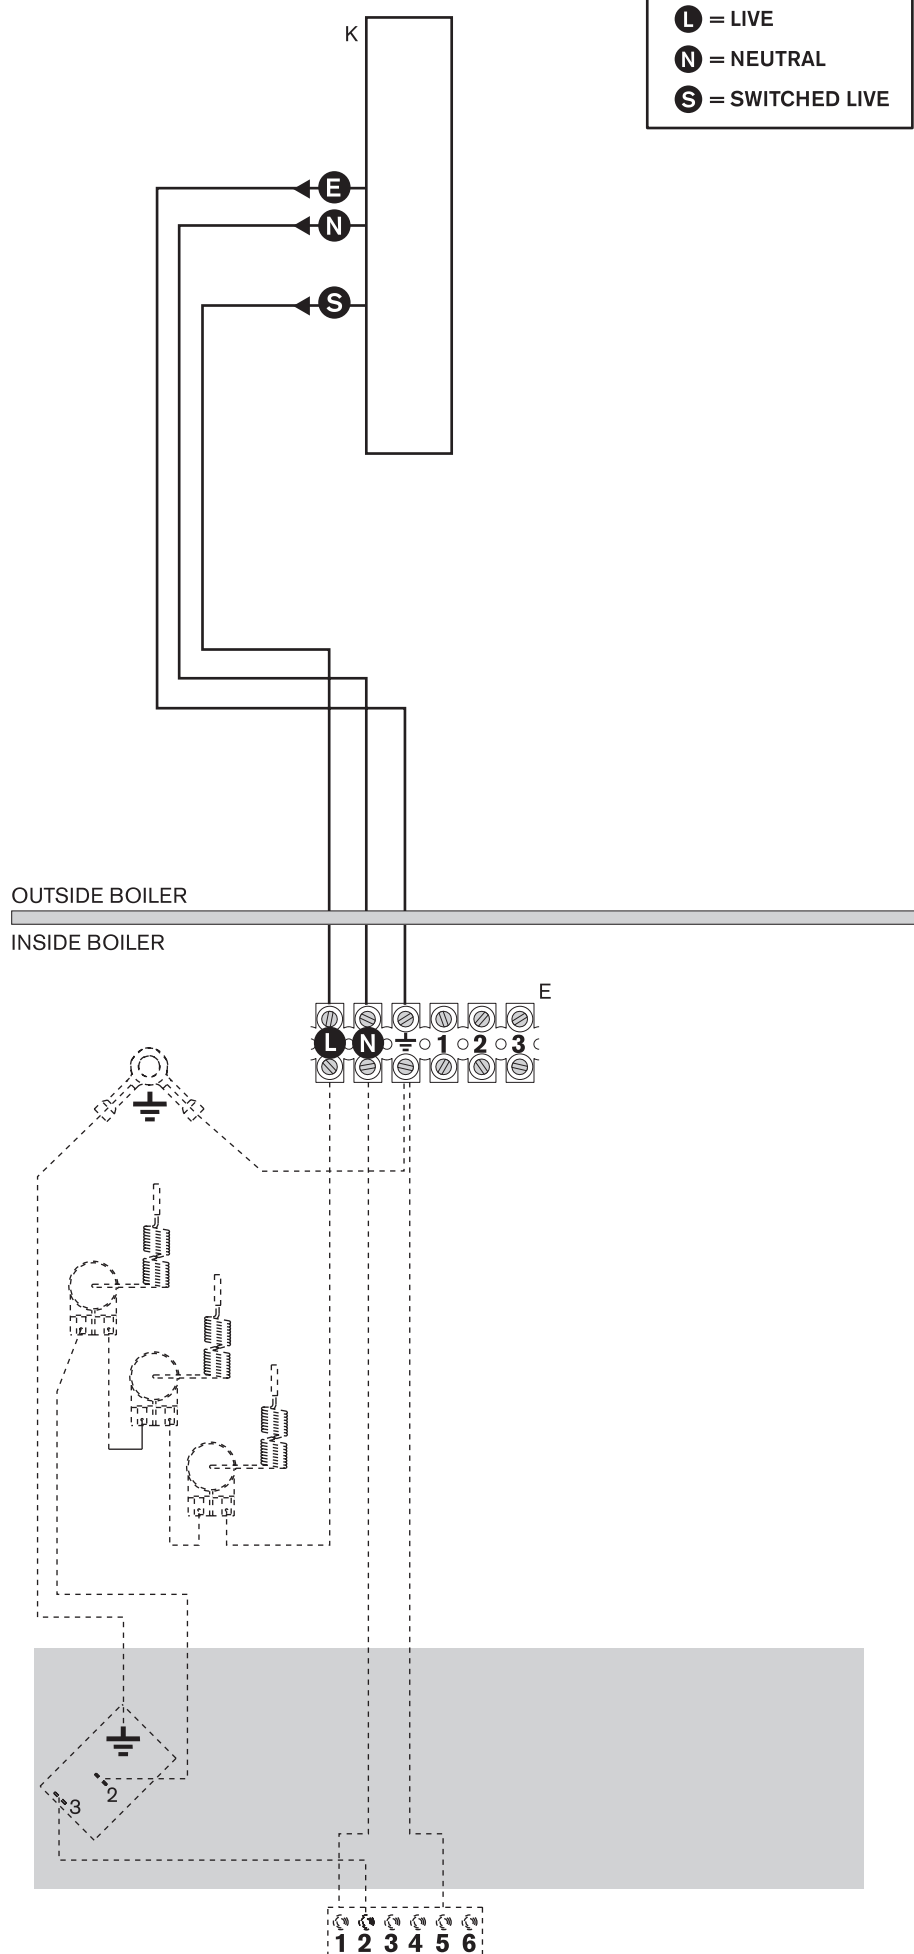 L = LIVE
K
N = NEUTRAL
S = SWITCHED LIVE
E
N
S
OUTSIDE BOILER
INSIDE BOILER
E
L N 1 2 3
2
3
1 2 3 4 5 6